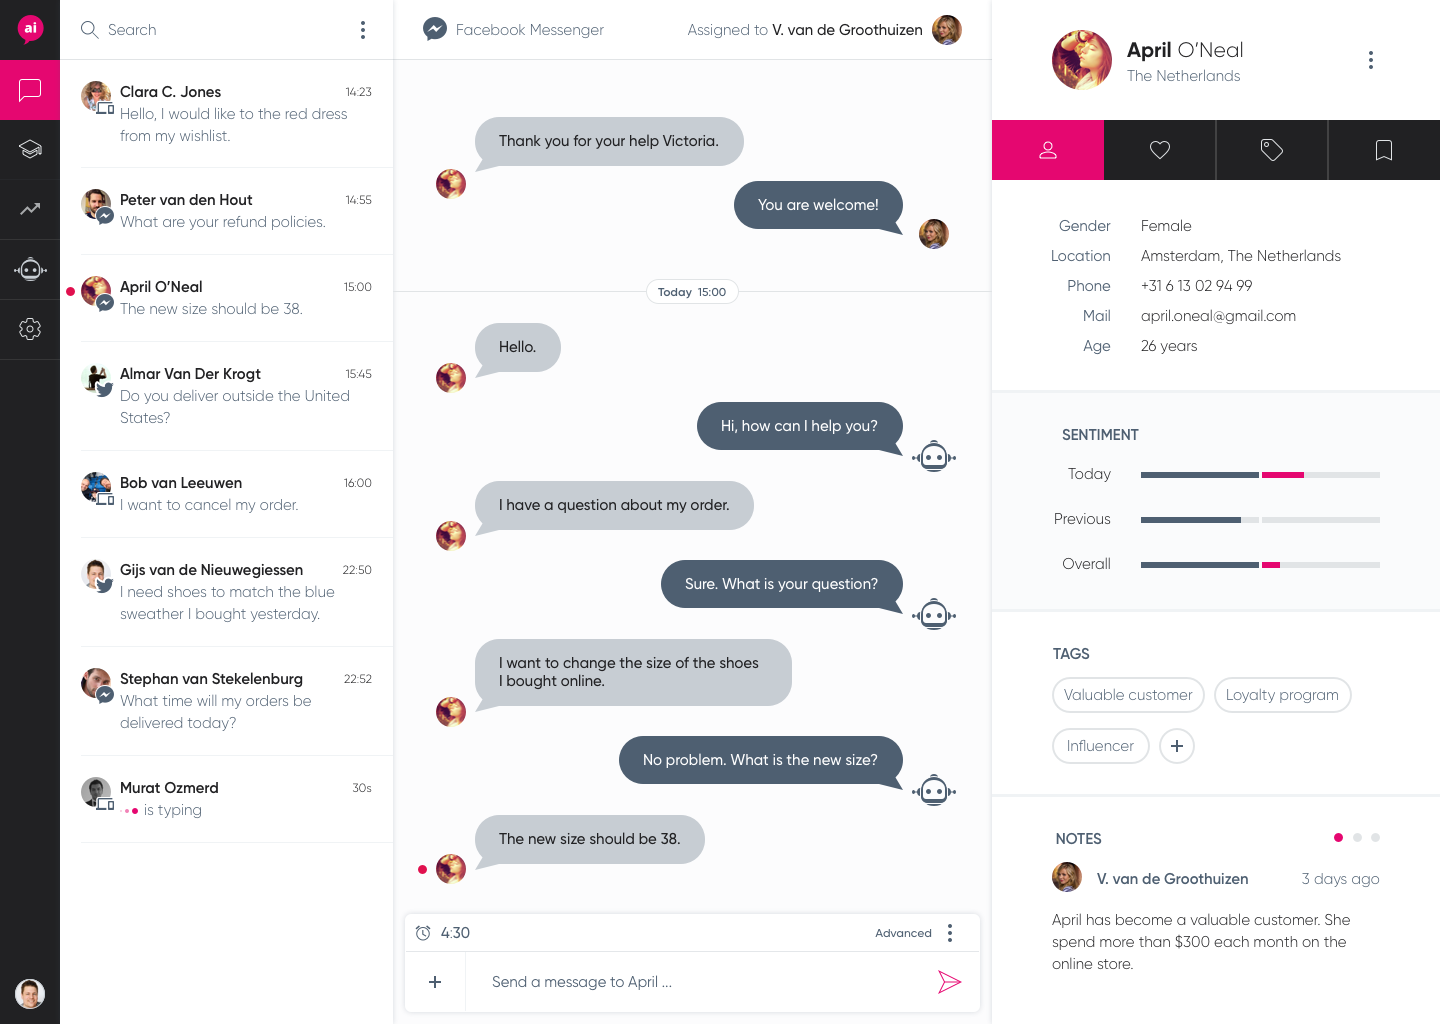 ai
Search
Clara C. Jones 14:23
Hello, I would like to the red dress
from my wishlist.
Peter van den Hout 14:55
What are your refund policies.
April O’Neal 15:00
The new size should be 38.
Almar Van Der Krogt 15:45
Do you deliver outside the United
States?
Bob van Leeuwen 16:00
I want to cancel my order.
Gijs van de Nieuwegiessen 22:50
I need shoes to match the blue
sweather I bought yesterday.
Stephan van Stekelenburg 22:52
What time will my orders be
delivered today?
Murat Ozmerd 30s
is typing
Facebook Messenger
Assigned to V. van de Groothuizen
Thank you for your help Victoria.
You are welcome!
Today 15:00
Hello.
Hi, how can I help you?
I have a question about my order.
Sure. What is your question?
I want to change the size of the shoes
I bought online.
No problem. What is the new size?
The new size should be 38.
4:30
Advanced
Send a message to April ...
April O’Neal
The Netherlands
Gender Female
Location Amsterdam, The Netherlands
Phone +31 6 13 02 94 99
Mail april.oneal@gmail.com
Age 26 years
SENTIMENT
Today
Previous
Overall
TAGS
Valuable customer
Loyalty program
Influencer
NOTES
V. van de Groothuizen 3 days ago
April has become a valuable customer. She
spend more than $300 each month on the
online store.